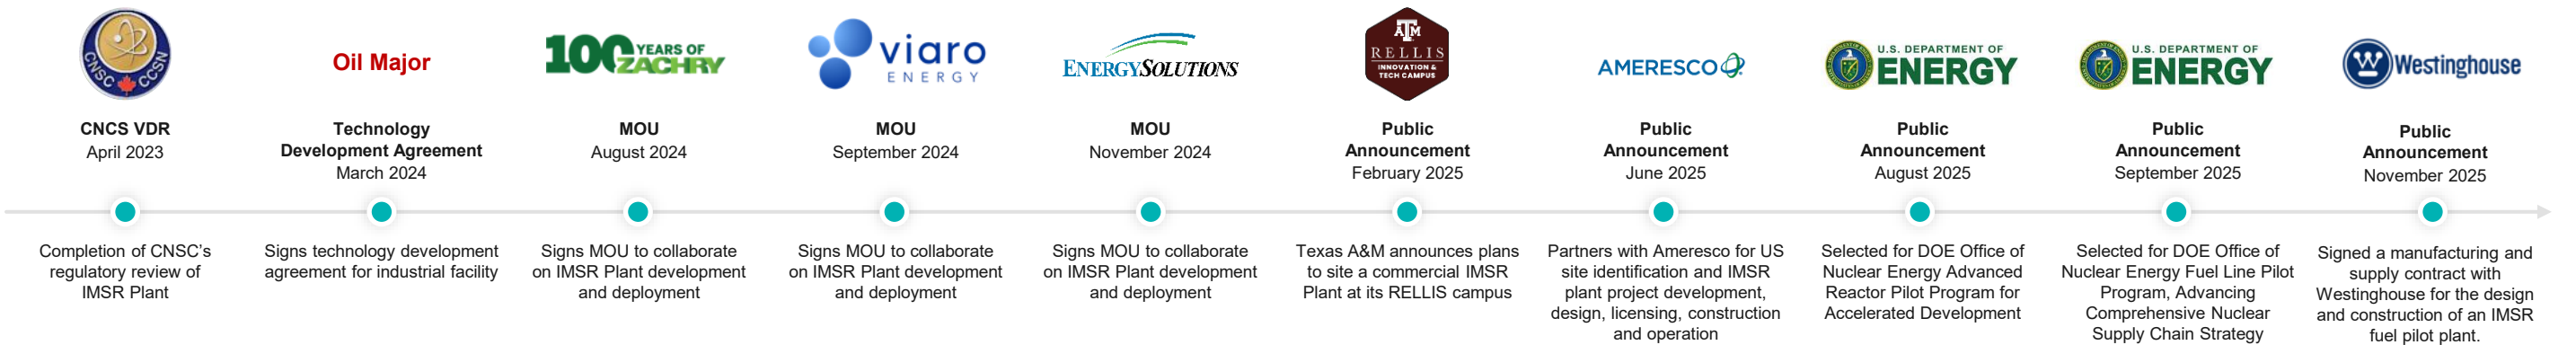 CNSC CCSN
Oil Major
100 YEARS OF
ZACHRY
viaro
ENERGY
ENERGYSOLUTIONS
ATM
RELLIS
INNOVATION &
TECH CAMPUS
AMERESCO
U.S. DEPARTMENT OF
ENERGY
U.S. DEPARTMENT OF
ENERGY
W Westinghouse
CNCS VDR
April 2023
Technology
Development Agreement
March 2024
MOU
August 2024
MOU
September 2024
MOU
November 2024
Public
Announcement
February 2025
Public
Announcement
June 2025
Public
Announcement
August 2025
Public
Announcement
September 2025
Public
Announcement
November 2025
Completion of CNSC’s
regulatory review of
IMSR Plant
Signs technology development
agreement for industrial facility
Signs MOU to collaborate
on IMSR Plant development
and deployment
Signs MOU to collaborate
on IMSR Plant development
and deployment
Signs MOU to collaborate
on IMSR Plant development
and deployment
Texas A&M announces plans
to site a commercial IMSR
Plant at its RELLIS campus
Partners with Ameresco for US
site identification and IMSR
plant project development,
design, licensing, construction
and operation
Selected for DOE Office of
Nuclear Energy Advanced
Reactor Pilot Program for
Accelerated Development
Selected for DOE Office of
Nuclear Energy Fuel Line Pilot
Program, Advancing
Comprehensive Nuclear
Supply Chain Strategy
Signed a manufacturing and
supply contract with
Westinghouse for the design
and construction of an IMSR
fuel pilot plant.